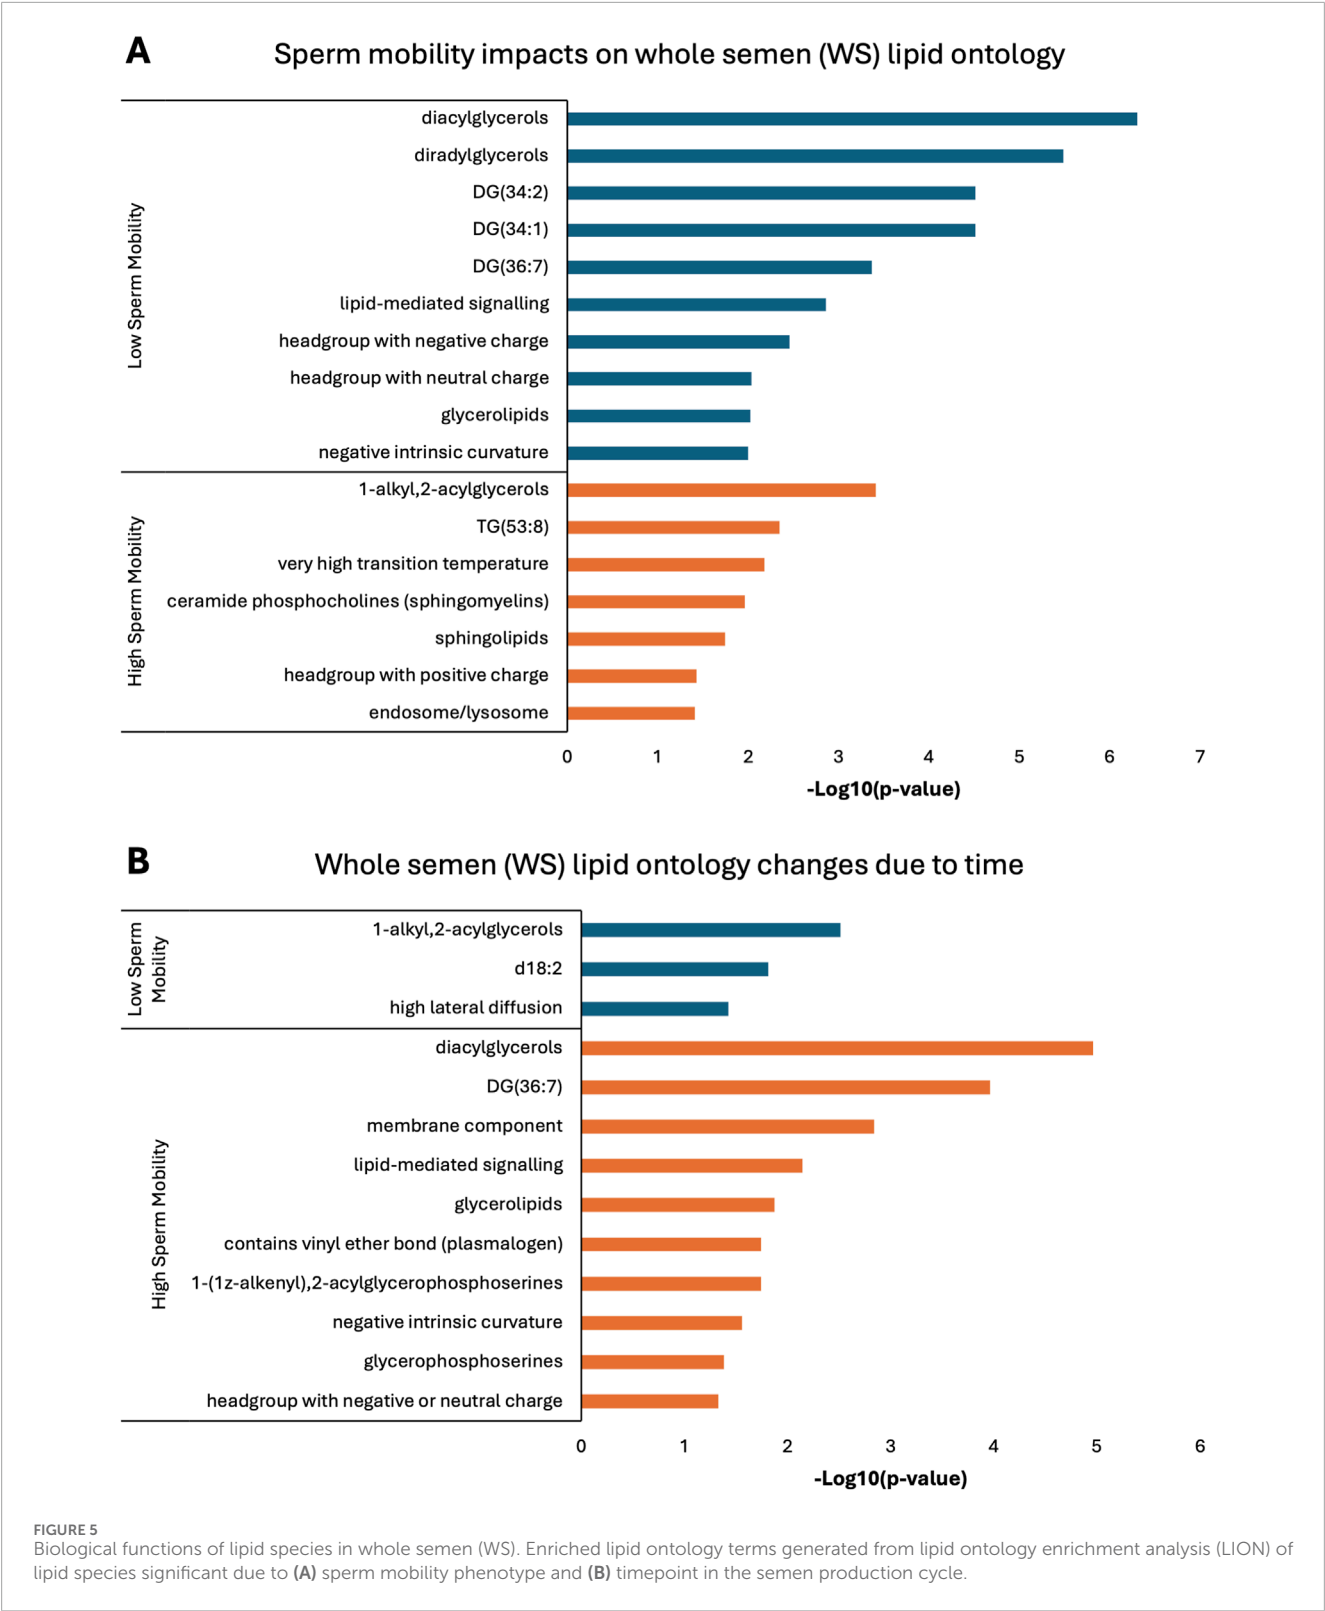 A
Sperm mobility impacts on whole semen (WS) lipid ontology
Low Sperm Mobility
diacylglycerols
diradylglycerols
DG(34:2)
DG(34:1)
DG(36:7)
lipid-mediated signalling
headgroup with negative charge
headgroup with neutral charge
glycerolipids
negative intrinsic curvature
High Sperm Mobility
1-alkyl,2-acylglycerols
TG(53:8)
very high transition temperature
ceramide phosphocholines (sphingomyelins)
sphingolipids
headgroup with positive charge
endosome/lysosome
0 1 2 3 4 5 6 7
-Log10(p-value)
B
Whole semen (WS) lipid ontology changes due to time
Low Sperm
Mobility
1-alkyl,2-acylglycerols
d18:2
high lateral diffusion
High Sperm Mobility
diacylglycerols
DG(36:7)
membrane component
lipid-mediated signalling
glycerolipids
contains vinyl ether bond (plasmalogen)
1-(1z-alkenyl),2-acylglycerophosphoserines
negative intrinsic curvature
glycerophosphoserines
headgroup with negative or neutral charge
0 1 2 3 4 5 6
-Log10(p-value)
FIGURE 5
Biological functions of lipid species in whole semen (WS). Enriched lipid ontology terms generated from lipid ontology enrichment analysis (LION) of
lipid species significant due to (A) sperm mobility phenotype and (B) timepoint in the semen production cycle.